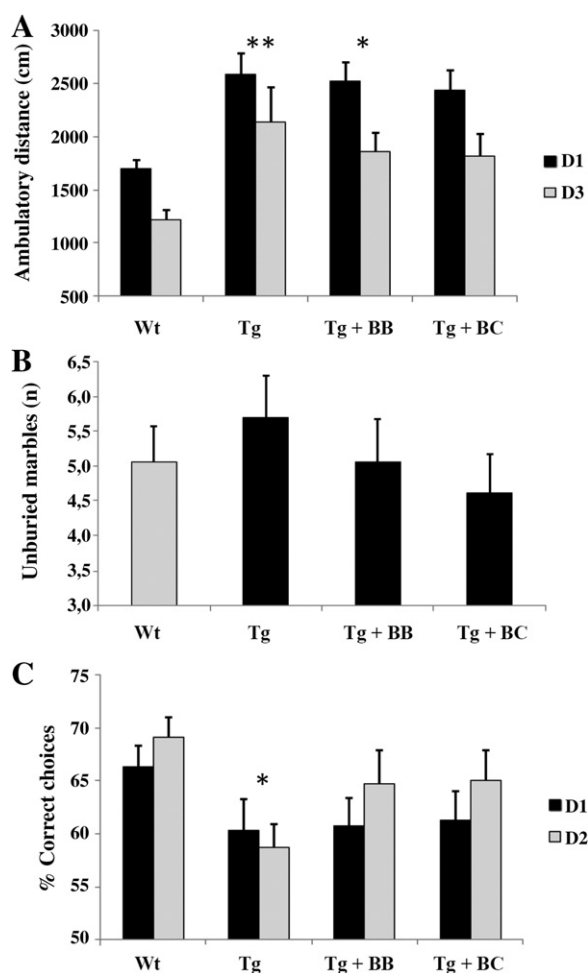 A
Ambulatory distance (cm)
3000
2500
2000
1500
1000
500
** *
D1
D3
Wt Tg Tg + BB Tg + BC
B
Unburied marbles (n)
6,5
6,0
5,5
5,0
4,5
4,0
3,5
3,0
Wt Tg Tg + BB Tg + BC
C
% Correct choices
75
70
65
60
55
50
*
D1
D2
Wt Tg Tg + BB Tg + BC